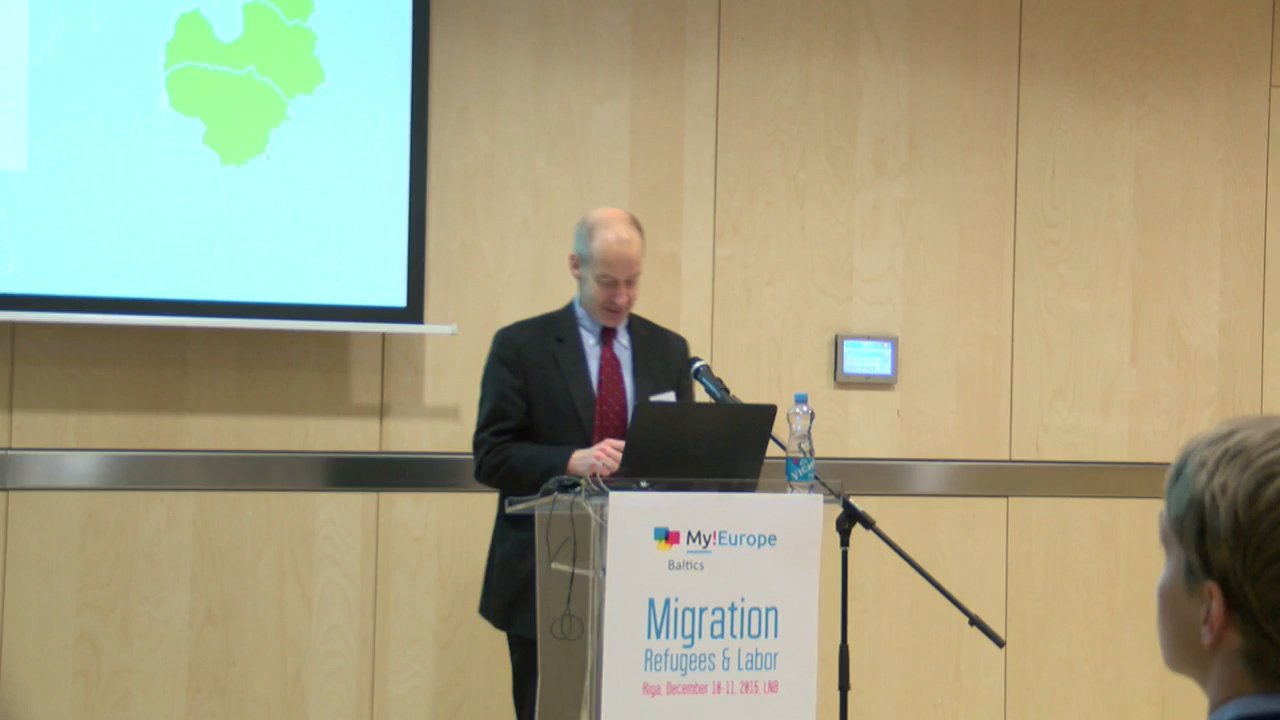 My!Europe
Baltics
Migration
Refugees & Labor
Riga, December 10-11, 2015, LNB